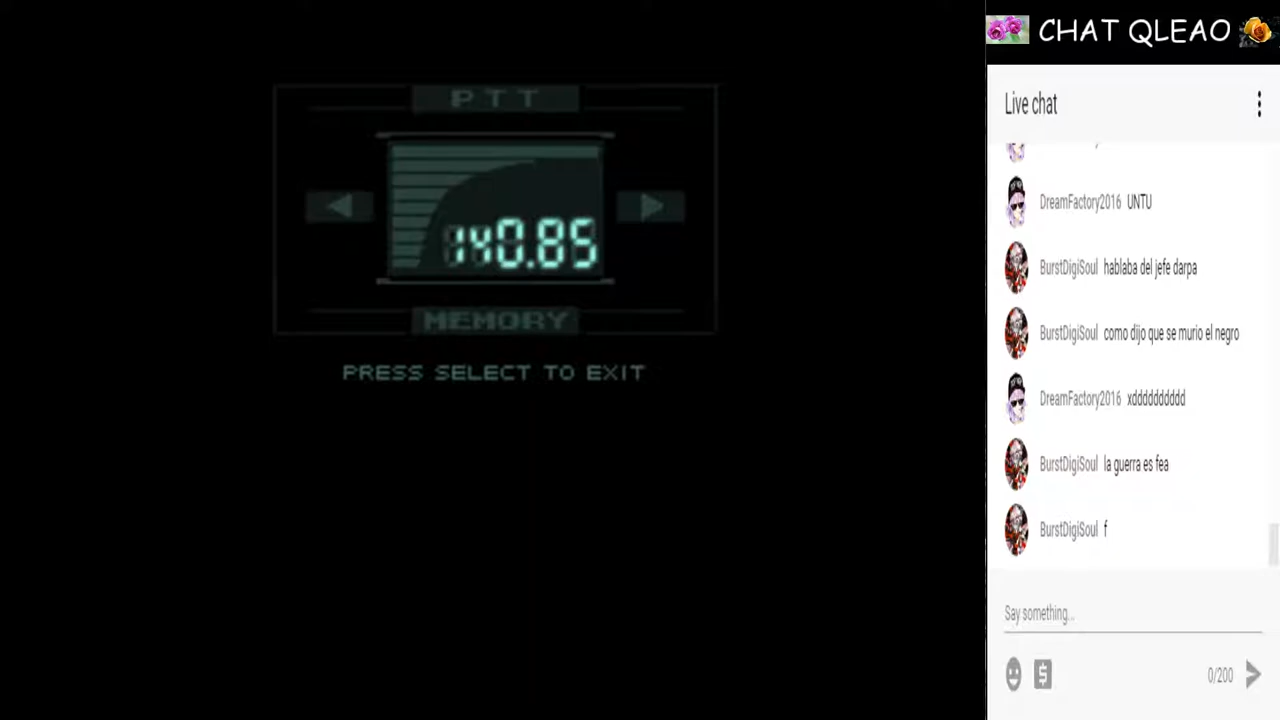 PTT
140.85
MEMORY
PRESS SELECT TO EXIT
CHAT QLEAO
Live chat
DreamFactory2016 UNTU
BurstDigiSoul hablaba del jefe darpa
BurstDigiSoul como dijo que se murio el negro
DreamFactory2016 xdddddddddd
BurstDigiSoul la guerra es fea
BurstDigiSoul f
Say something...
0/200